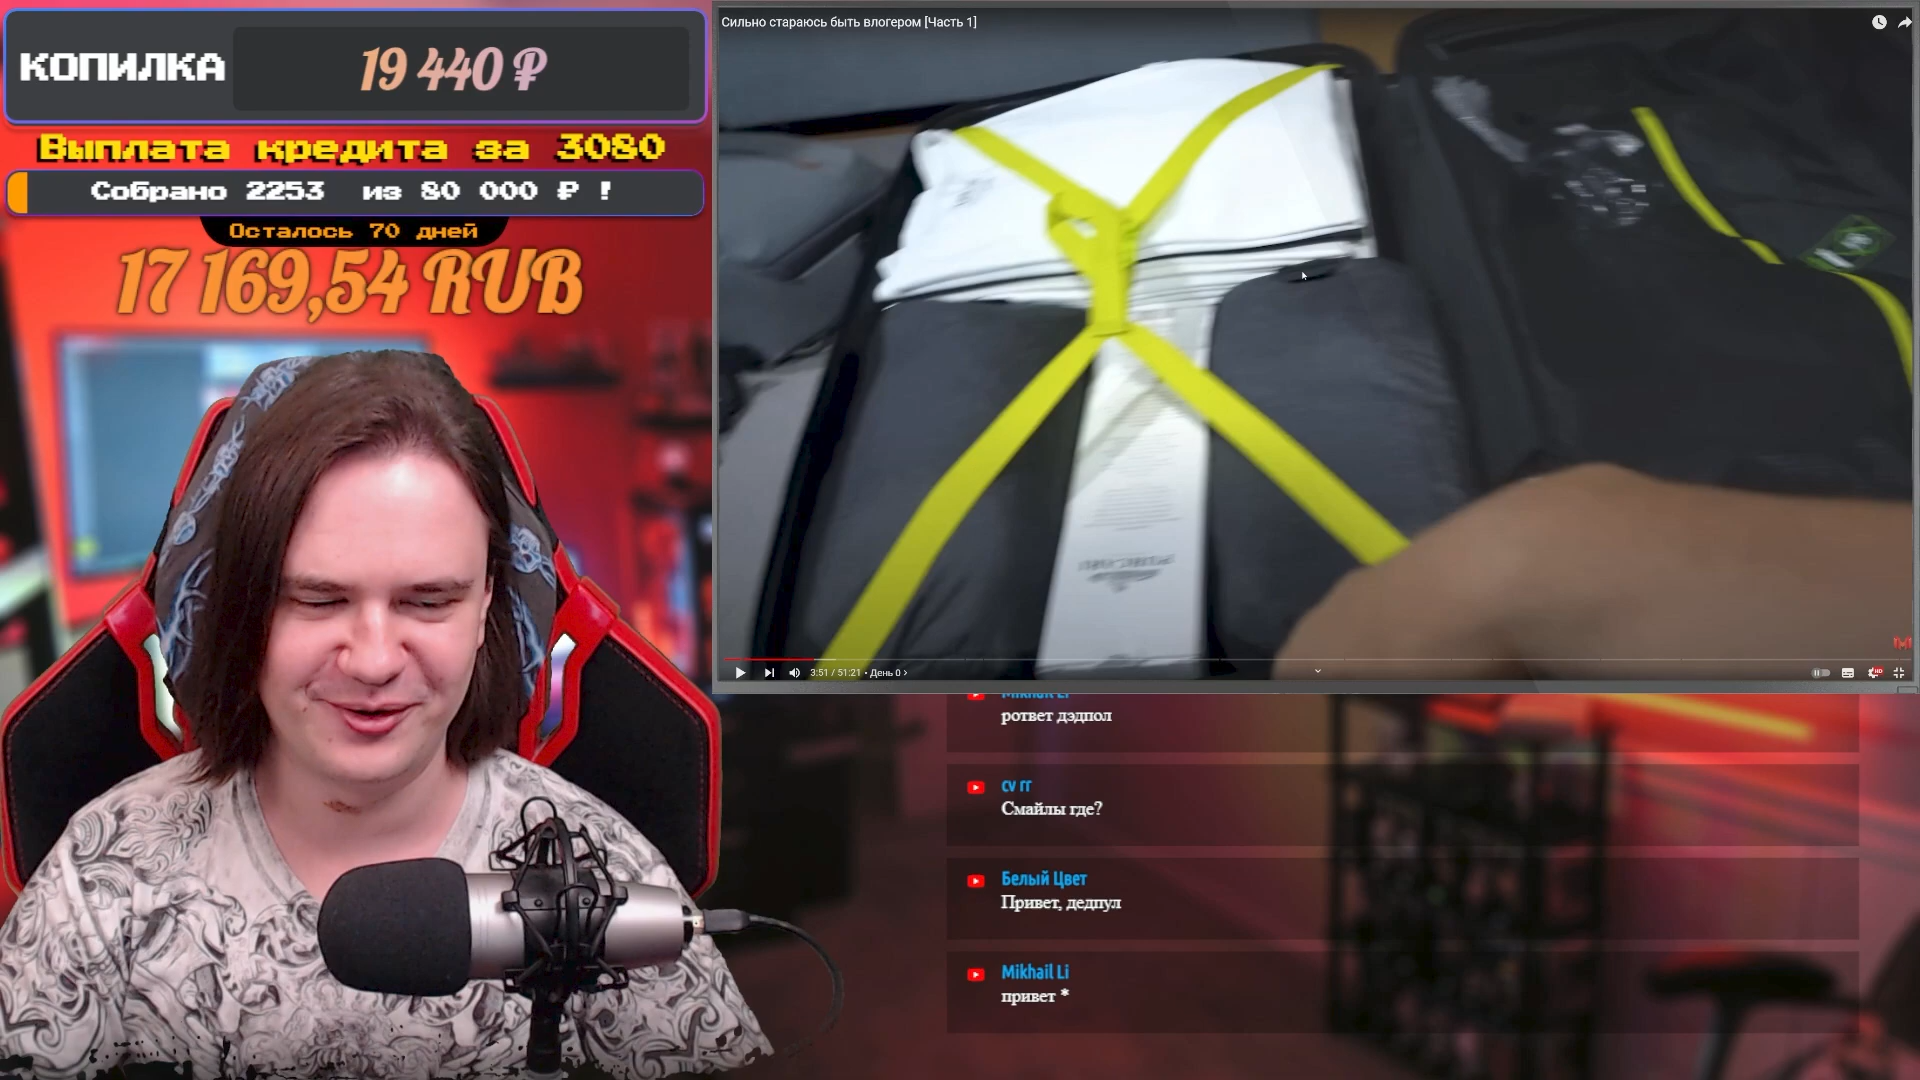 КОПИЛКА
19 440 ₽
Выплата кредита за 3080
Собрано 2253 из 80 000 ₽ !
Осталось 70 дней
17 169,54 RUB
Сильно стараюсь быть влогером [Часть 1]
3:51 / 51:21 • День 0 ›
HD
рответ дэдпол
cv rr
Смайлы где?
Белый Цвет
Привет, дедпул
Mikhail Li
привет *